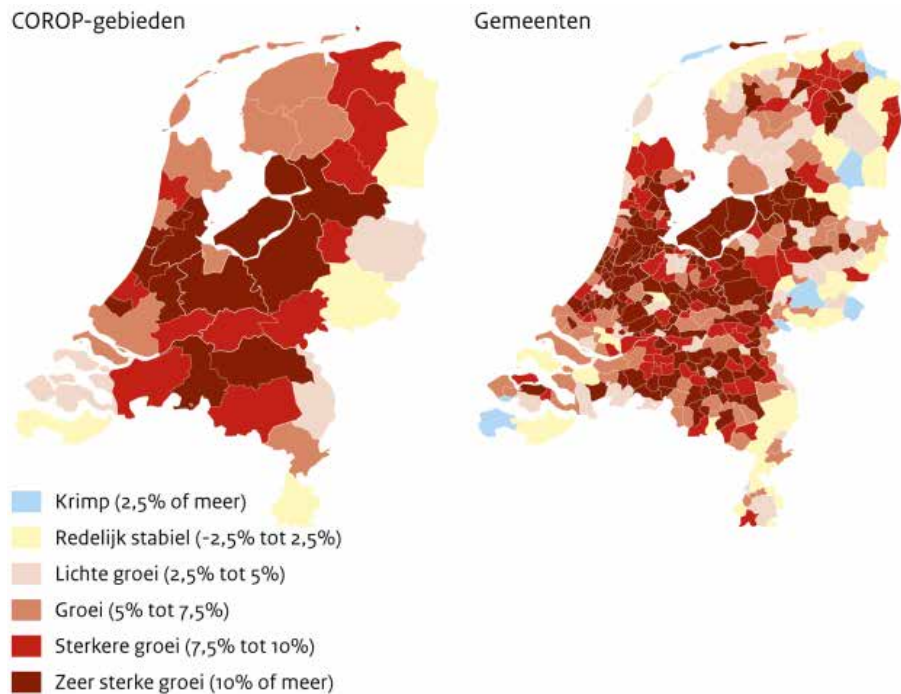 COROP-gebieden
Gemeenten
Krimp (2,5% of meer)
Redelijk stabiel (-2,5% tot 2,5%)
Lichte groei (2,5% tot 5%)
Groei (5% tot 7,5%)
Sterkere groei (7,5% tot 10%)
Zeer sterke groei (10% of meer)